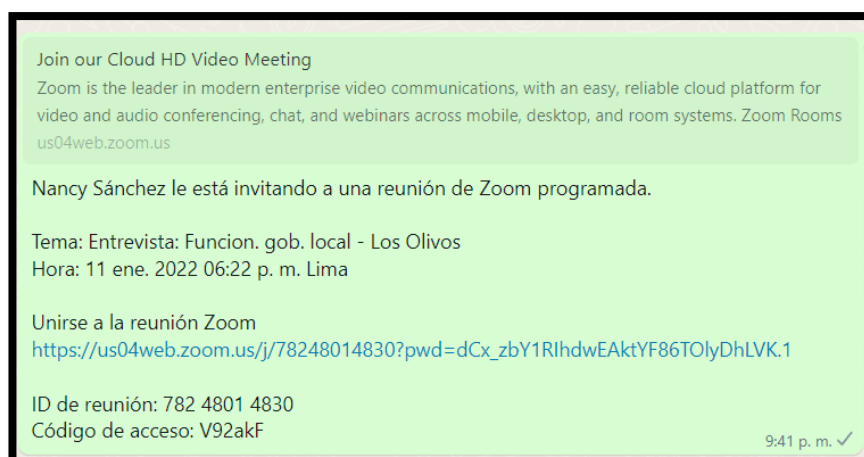 Join our Cloud HD Video Meeting
Zoom is the leader in modern enterprise video communications, with an easy, reliable cloud platform for
video and audio conferencing, chat, and webinars across mobile, desktop, and room systems. Zoom Rooms
us04web.zoom.us
Nancy Sánchez le está invitando a una reunión de Zoom programada.
Tema: Entrevista: Funcion. gob. local - Los Olivos
Hora: 11 ene. 2022 06:22 p. m. Lima
Unirse a la reunión Zoom
https://us04web.zoom.us/j/78248014830?pwd=dCx_zbY1RIhdwEAktYF86TOlyDhLVK.1
ID de reunión: 782 4801 4830
Código de acceso: V92akF
9:41 p. m.